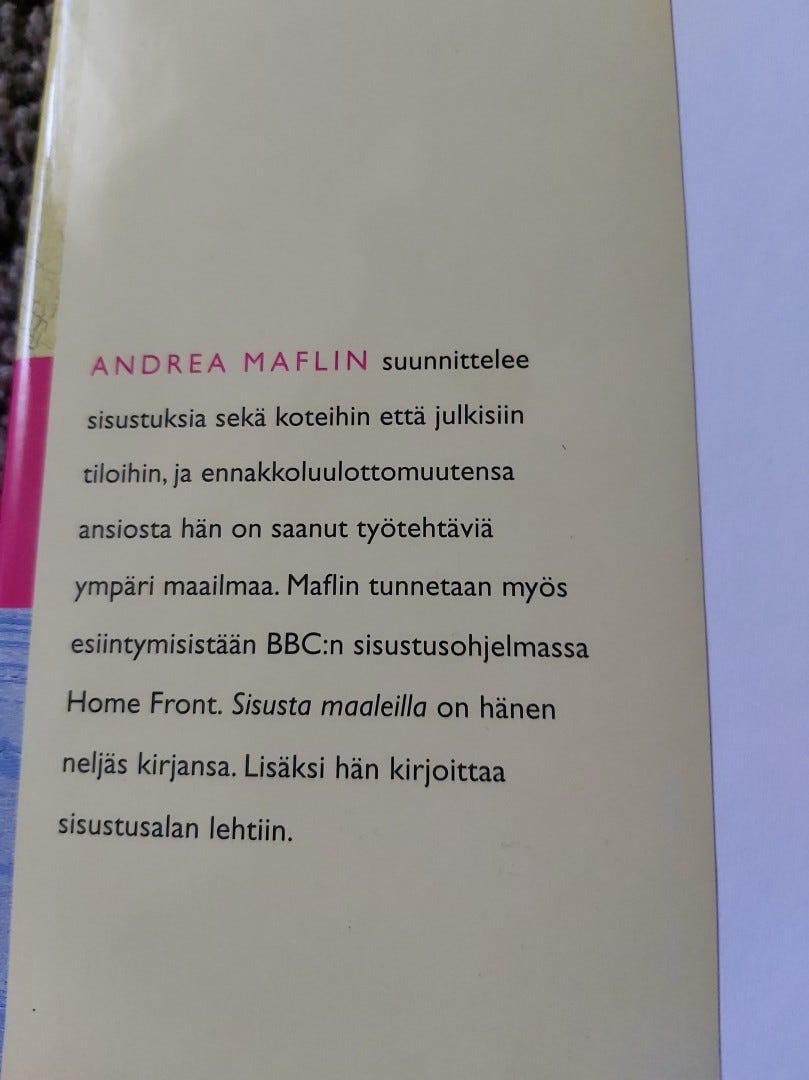 ANDREA MAFLIN suunnittelee
sisustuksia sekä koteihin että julkisiin
tiloihin, ja ennakkoluulottomuutensa
ansiosta hän on saanut työtehtäviä
ympäri maailmaa. Maflin tunnetaan myös
esiintymisistään BBC:n sisustusohjelmassa
Home Front. Sisusta maaleilla on hänen
neljäs kirjansa. Lisäksi hän kirjoittaa
sisustusalan lehtiin.